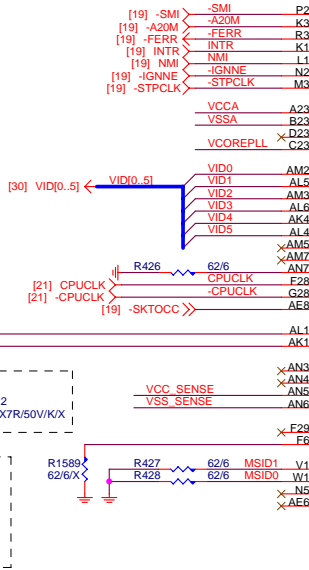 [19] -SMI -SMI P2
[19] -A20M -A20M K3
[19] -FERR -FERR R3
[19] INTR INTR K1
[19] NMI NMI L1
[19] -IGNNE -IGNNE N2
[19] -STPCLK -STPCLK M3
VCCA A23
VSSA B23
D23
VCOREPLL C23
VID0 AM2
[30] VID[0..5] VID[0..5] VID1 AL5
VID2 AM3
VID3 AL6
VID4 AK4
VID5 AL4
AM5
AM7
R426 62/6 AN7
[21] CPUCLK CPUCLK F28
[21] -CPUCLK -CPUCLK G28
[19] -SKTOCC AE8
AL1
AK1
AN3
AN4
2 VCC_SENSE AN5
X7R/50V/K/X VSS_SENSE AN6
F29
F6
R1589 R427 62/6 MSID1 V1
62/6/X R428 62/6 MSID0 W1
N5
AE6